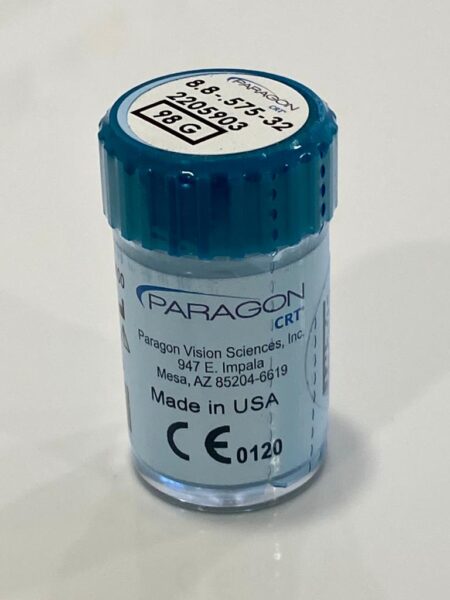 PARAGON
CRT
8.8-.575-32
2205903
98 G
PARAGON
CRT
Paragon Vision Sciences, Inc.
947 E. Impala
Mesa, AZ 85204-6619
Made in USA
CE 0120